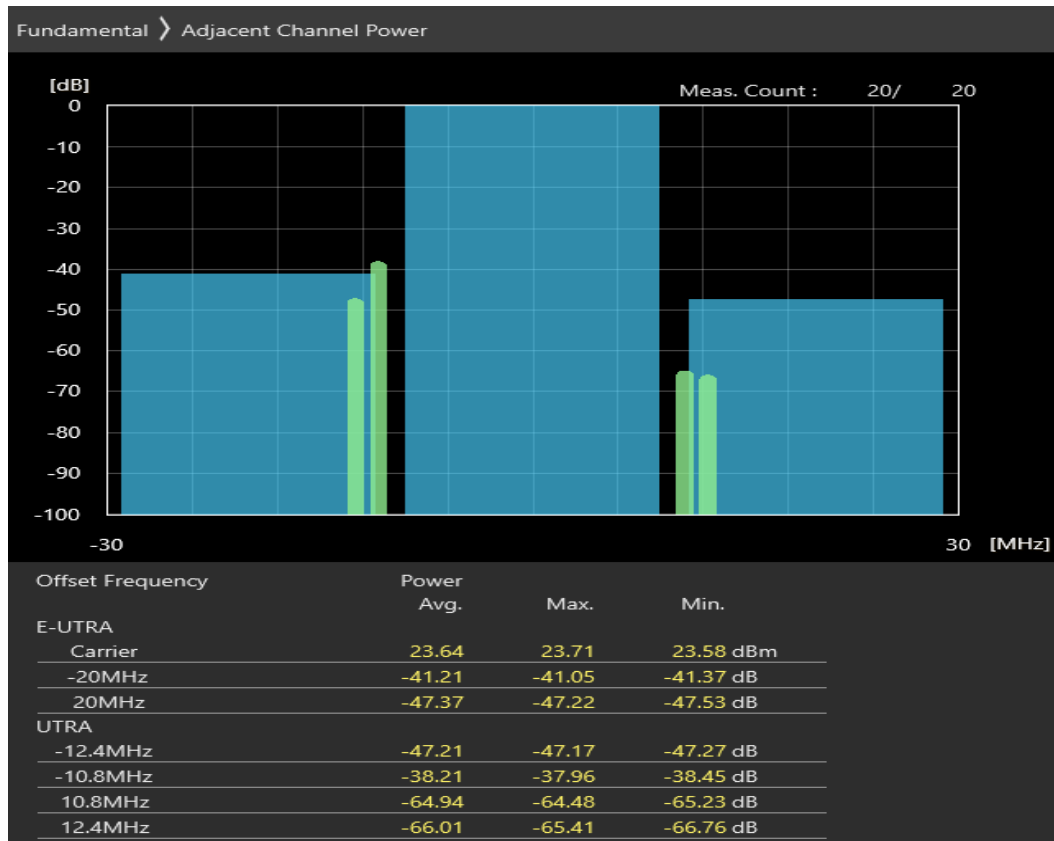 Fundamental 〉 Adjacent Channel Power
[dB]
Meas. Count : 20/ 20
0
-10
-20
-30
-40
-50
-60
-70
-80
-90
-100
-30 30 [MHz]
Offset Frequency Power
Avg. Max. Min.
E-UTRA
Carrier 23.64 23.71 23.58 dBm
-20MHz -41.21 -41.05 -41.37 dB
20MHz -47.37 -47.22 -47.53 dB
UTRA
-12.4MHz -47.21 -47.17 -47.27 dB
-10.8MHz -38.21 -37.96 -38.45 dB
10.8MHz -64.94 -64.48 -65.23 dB
12.4MHz -66.01 -65.41 -66.76 dB